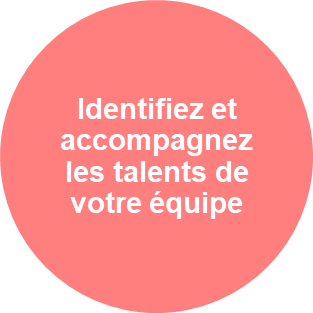 Identifiez et
accompagnez
les talents de
votre équipe